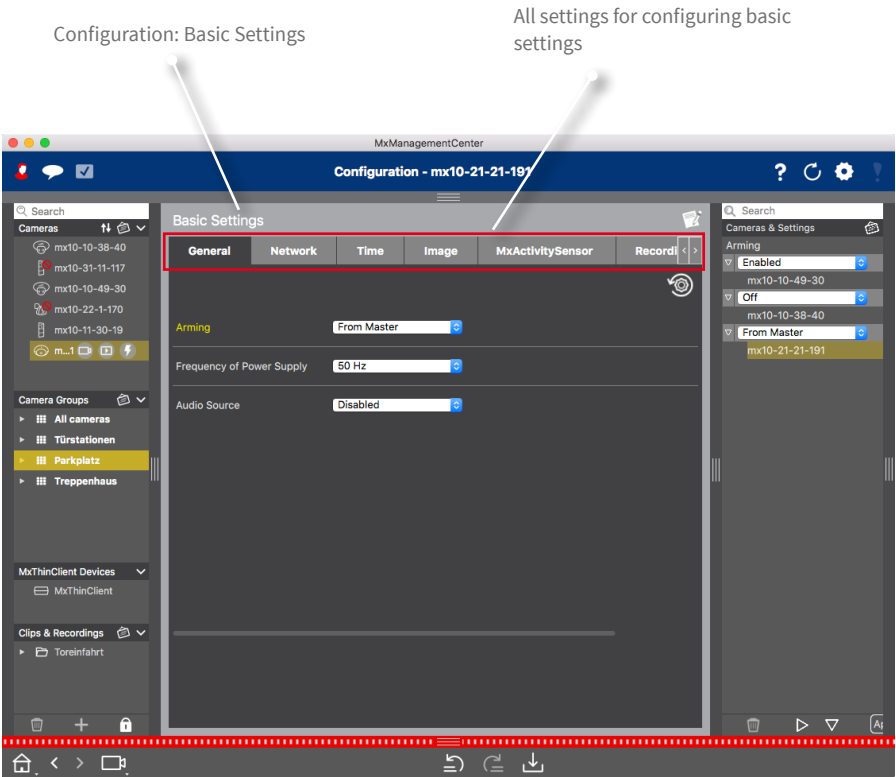 Configuration: Basic Settings
All settings for configuring basic
settings
MxManagementCenter
Configuration - mx10-21-21-191
?
Search
Cameras
mx10-10-38-40
mx10-31-11-117
mx10-10-49-30
mx10-22-1-170
mx10-11-30-19
m...1
Camera Groups
All cameras
Türstationen
Parkplatz
Treppenhaus
MxThinClient Devices
MxThinClient
Clips & Recordings
Toreinfahrt
Basic Settings
General Network Time Image MxActivitySensor Recordi
Arming From Master
Frequency of Power Supply 50 Hz
Audio Source Disabled
Search
Cameras & Settings
Arming
Enabled
mx10-10-49-30
Off
mx10-10-38-40
From Master
mx10-21-21-191